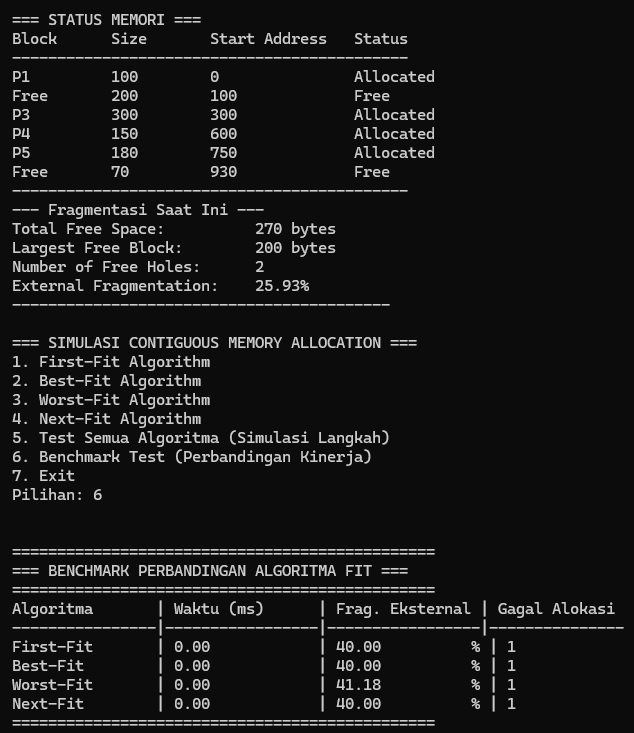 === STATUS MEMORI ===
Block      Size       Start Address   Status
--------------------------------------------
P1         100        0               Allocated
Free       200        100             Free
P3         300        300             Allocated
P4         150        600             Allocated
P5         180        750             Allocated
Free       70         930             Free
--------------------------------------------
--- Fragmentasi Saat Ini ---
Total Free Space:          270 bytes
Largest Free Block:        200 bytes
Number of Free Holes:      2
External Fragmentation:    25.93%
------------------------------------------
=== SIMULASI CONTIGUOUS MEMORY ALLOCATION ===
1. First-Fit Algorithm
2. Best-Fit Algorithm
3. Worst-Fit Algorithm
4. Next-Fit Algorithm
5. Test Semua Algoritma (Simulasi Langkah)
6. Benchmark Test (Perbandingan Kinerja)
7. Exit
Pilihan: 6
===============================================
=== BENCHMARK PERBANDINGAN ALGORITMA FIT ===
===============================================
Algoritma       | Waktu (ms)      | Frag. Eksternal | Gagal Alokasi
----------------|-----------------|-----------------|---------------
First-Fit       | 0.00            | 40.00          % | 1
Best-Fit        | 0.00            | 40.00          % | 1
Worst-Fit       | 0.00            | 41.18          % | 1
Next-Fit        | 0.00            | 40.00          % | 1
===============================================